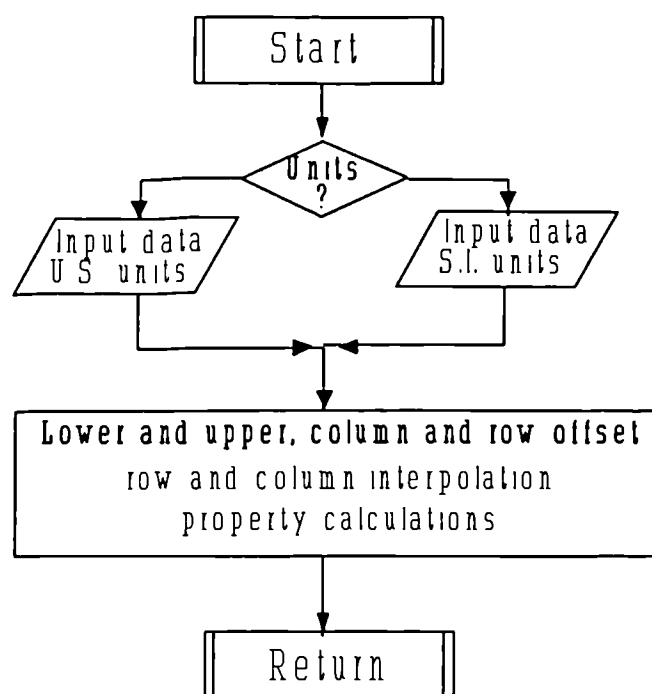 Start
Units
?
Input data
U S units
Input data
S.I. units
Lower and upper, column and row offset
row and column interpolation
property calculations
Return